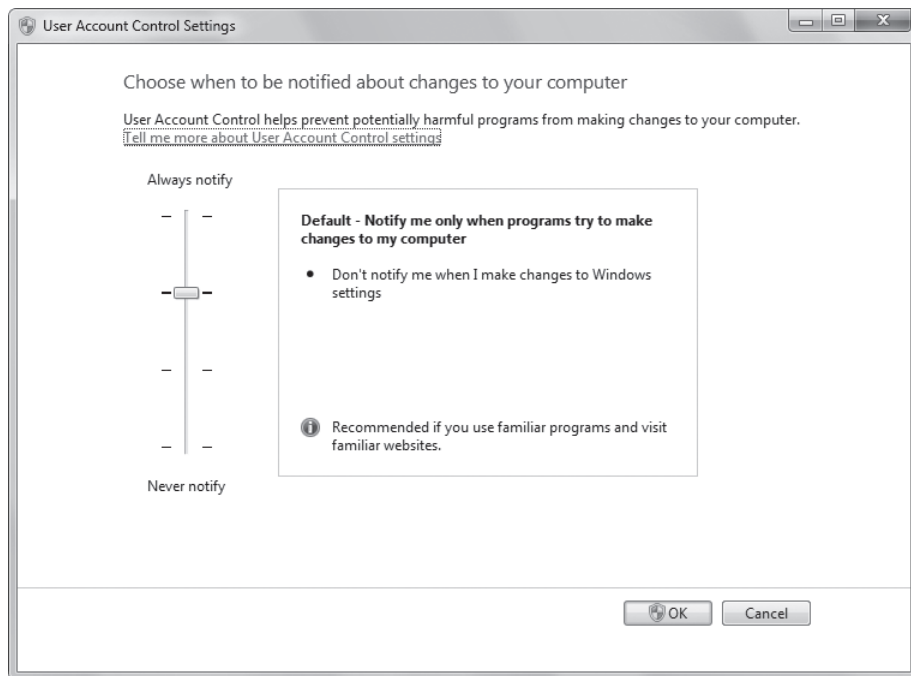 User Account Control Settings
Choose when to be notified about changes to your computer
User Account Control helps prevent potentially harmful programs from making changes to your computer.
Tell me more about User Account Control settings
Always notify
Default - Notify me only when programs try to make
changes to my computer
• Don't notify me when I make changes to Windows
settings
Recommended if you use familiar programs and visit
familiar websites.
Never notify
OK
Cancel